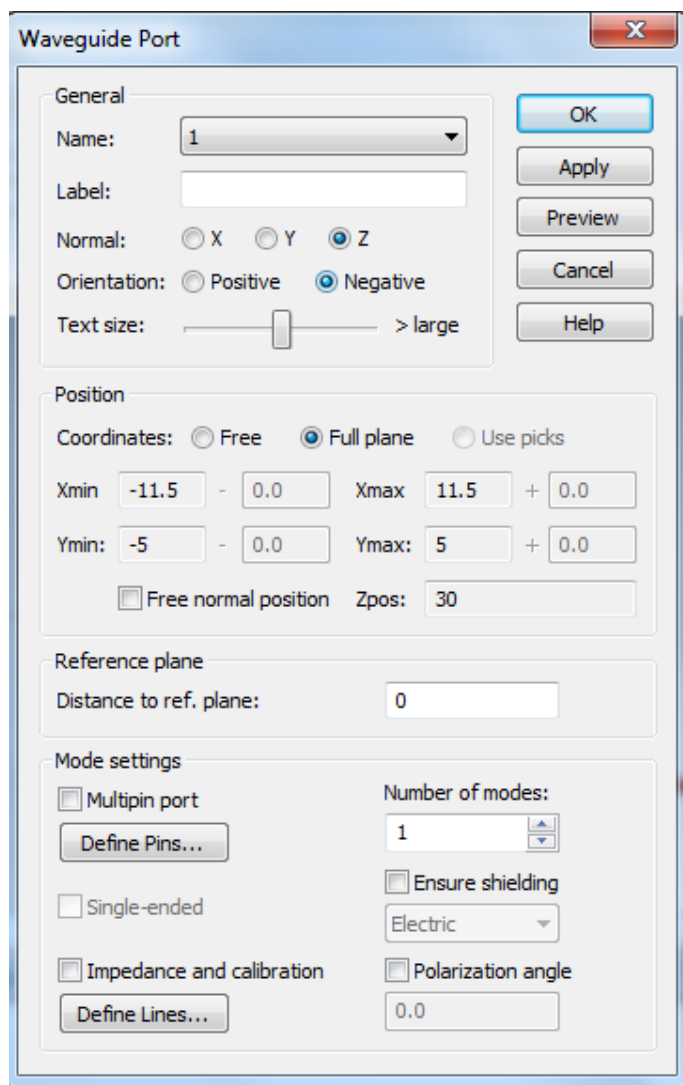 Waveguide Port
General
Name: 1
OK
Label:
Apply
Normal: X Y Z
Preview
Orientation: Positive Negative
Cancel
Text size: > large
Help
Position
Coordinates: Free Full plane Use picks
Xmin -11.5 - 0.0 Xmax 11.5 + 0.0
Ymin: -5 - 0.0 Ymax: 5 + 0.0
Free normal position Zpos: 30
Reference plane
Distance to ref. plane: 0
Mode settings
Multipin port
Number of modes:
Define Pins...
1
Single-ended
Ensure shielding
Electric
Impedance and calibration
Polarization angle
Define Lines...
0.0